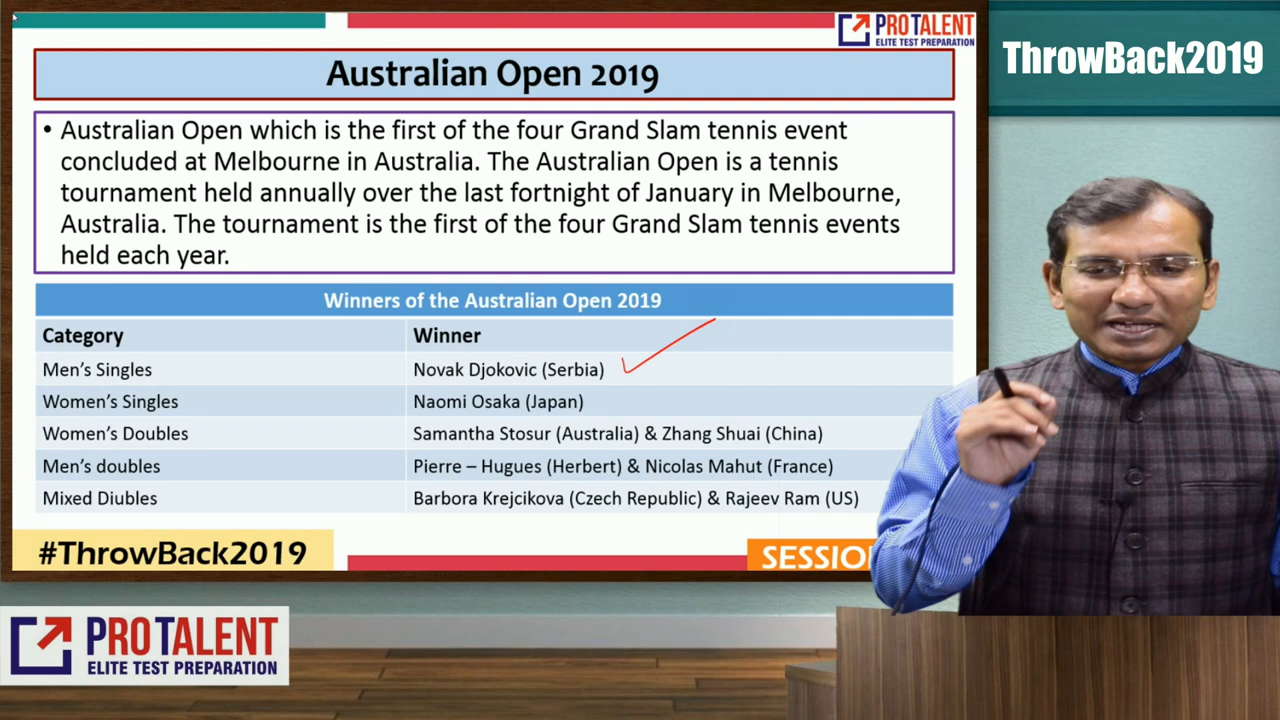 PROTALENT
ELITE TEST PREPARATION
ThrowBack2019
Australian Open 2019
• Australian Open which is the first of the four Grand Slam tennis event
concluded at Melbourne in Australia. The Australian Open is a tennis
tournament held annually over the last fortnight of January in Melbourne,
Australia. The tournament is the first of the four Grand Slam tennis events
held each year.
Winners of the Australian Open 2019
Category Winner
Men's Singles Novak Djokovic (Serbia)
Women's Singles Naomi Osaka (Japan)
Women's Doubles Samantha Stosur (Australia) & Zhang Shuai (China)
Men's doubles Pierre – Hugues (Herbert) & Nicolas Mahut (France)
Mixed Diubles Barbora Krejcikova (Czech Republic) & Rajeev Ram (US)
#ThrowBack2019
SESSIO
PROTALENT
ELITE TEST PREPARATION